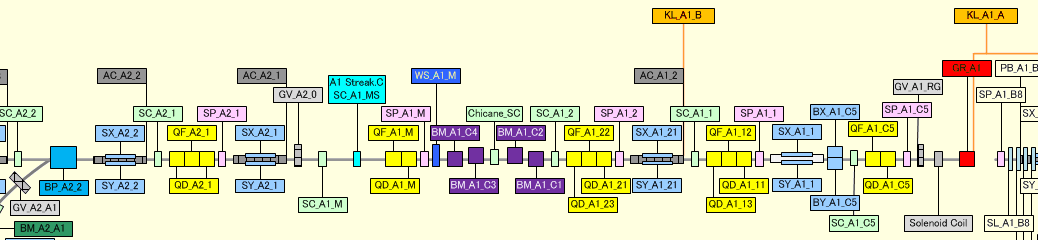 KL_A1_B
KL_A1_A
AC_A2_2
AC_A2_1
GV_A2_0
A1 Streak.C
SC_A1_MS
WS_A1_M
AC_A1_2
GR_A1
PB_A1_B
GV_A1_RG
SP_A1_B8
SC_A2_2
SC_A2_1
SP_A2_1
SP_A1_M
Chicane_SC
SC_A1_2
SP_A1_2
SC_A1_1
SP_A1_1
BX_A1_C5
SP_A1_C5
SX_
SX_A2_2
QF_A2_1
SX_A2_1
QF_A1_M
BM_A1_C4
BM_A1_C2
QF_A1_22
SX_A1_21
QF_A1_12
SX_A1_1
QF_A1_C5
BP_A2_2
SY_A2_2
QD_A2_1
SY_A2_1
QD_A1_M
BM_A1_C3
BM_A1_C1
QD_A1_21
SY_A1_21
QD_A1_11
SY_A1_1
QD_A1_C5
SY_
GV_A2_A1
SC_A1_M
QD_A1_23
QD_A1_13
BY_A1_C5
BM_A2_A1
SC_A1_C5
Solenoid Coil
SL_A1_B8